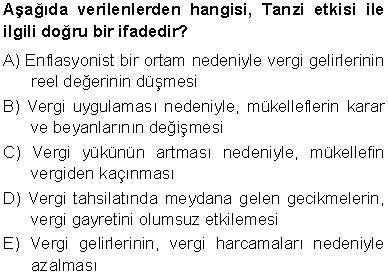 Aşağıda verilenlerden hangisi, Tanzi etkisi ile
ilgili doğru bir ifadedir?
A) Enflasyonist bir ortam nedeniyle vergi gelirlerinin
reel değerinin düşmesi
B) Vergi uygulaması nedeniyle, mükelleflerin karar
ve beyanlarının değişmesi
C) Vergi yükünün artması nedeniyle, mükellefin
vergiden kaçınması
D) Vergi tahsilatında meydana gelen gecikmelerin,
vergi gayretini olumsuz etkilemesi
E) Vergi gelirlerinin, vergi harcamaları nedeniyle
azalması